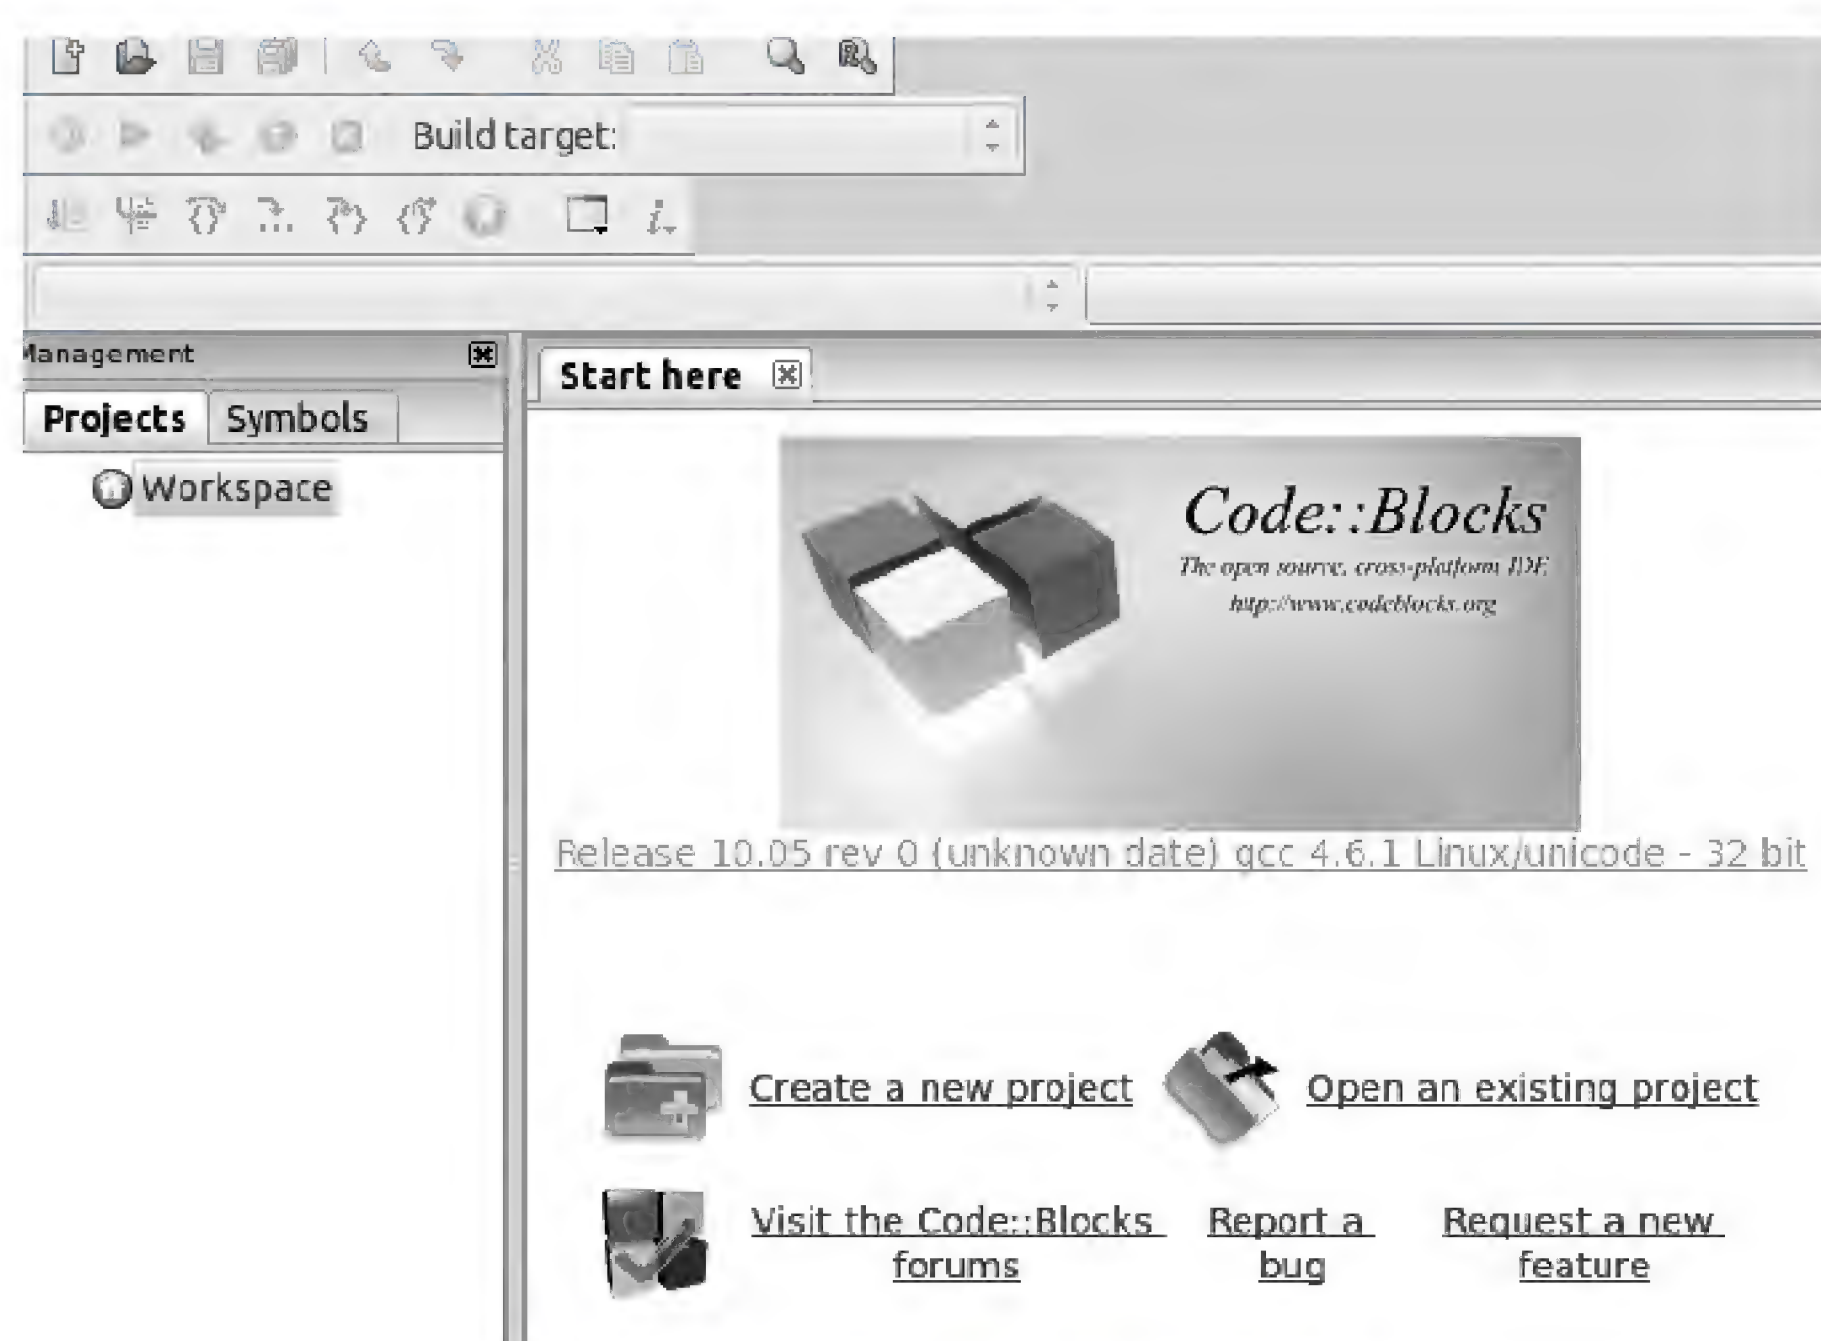 Build target:
Management
Start here
Projects Symbols
Workspace
Code::Blocks
The open source, cross-platform IDE
http://www.codeblocks.org
Release 10.05 rev 0 (unknown date) gcc 4.6.1 Linux/unicode - 32 bit
Create a new project
Open an existing project
Visit the Code::Blocks
forums
Report a
bug
Request a new
feature